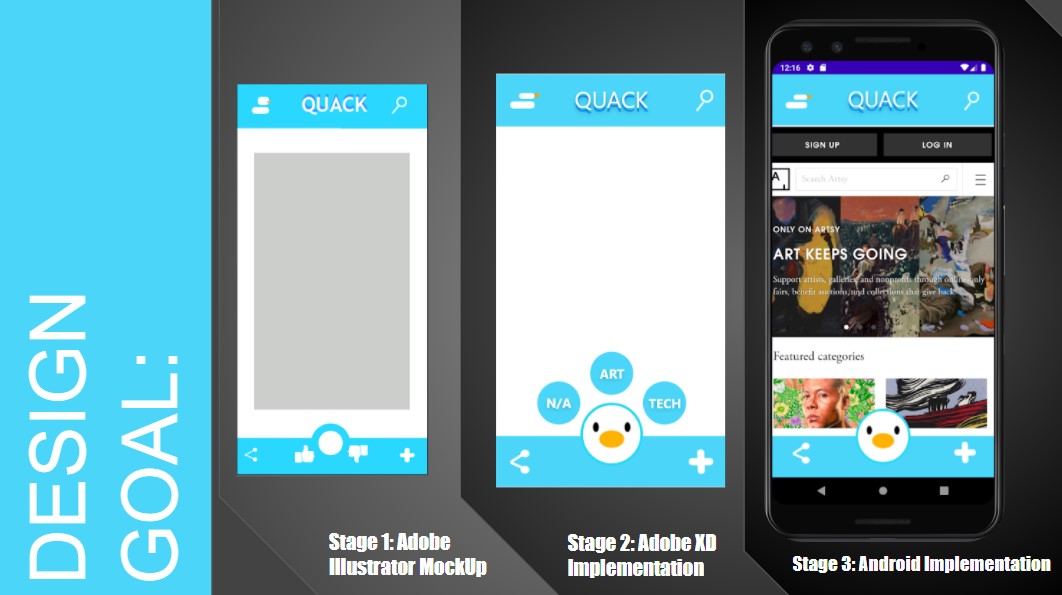 DESIGN
GOAL:
QUACK
Stage 1: Adobe
Illustrator MockUp
QUACK
ART
N/A
TECH
Stage 2: Adobe XD
Implementation
12:16
QUACK
SIGN UP
LOG IN
A
Search Artsy
ONLY ON ARTSY
ART KEEPS GOING
Support artists, galleries, and nonprofits through online-only
fairs, benefit auctions, and collections that give back.
Featured categories
Stage 3: Android Implementation